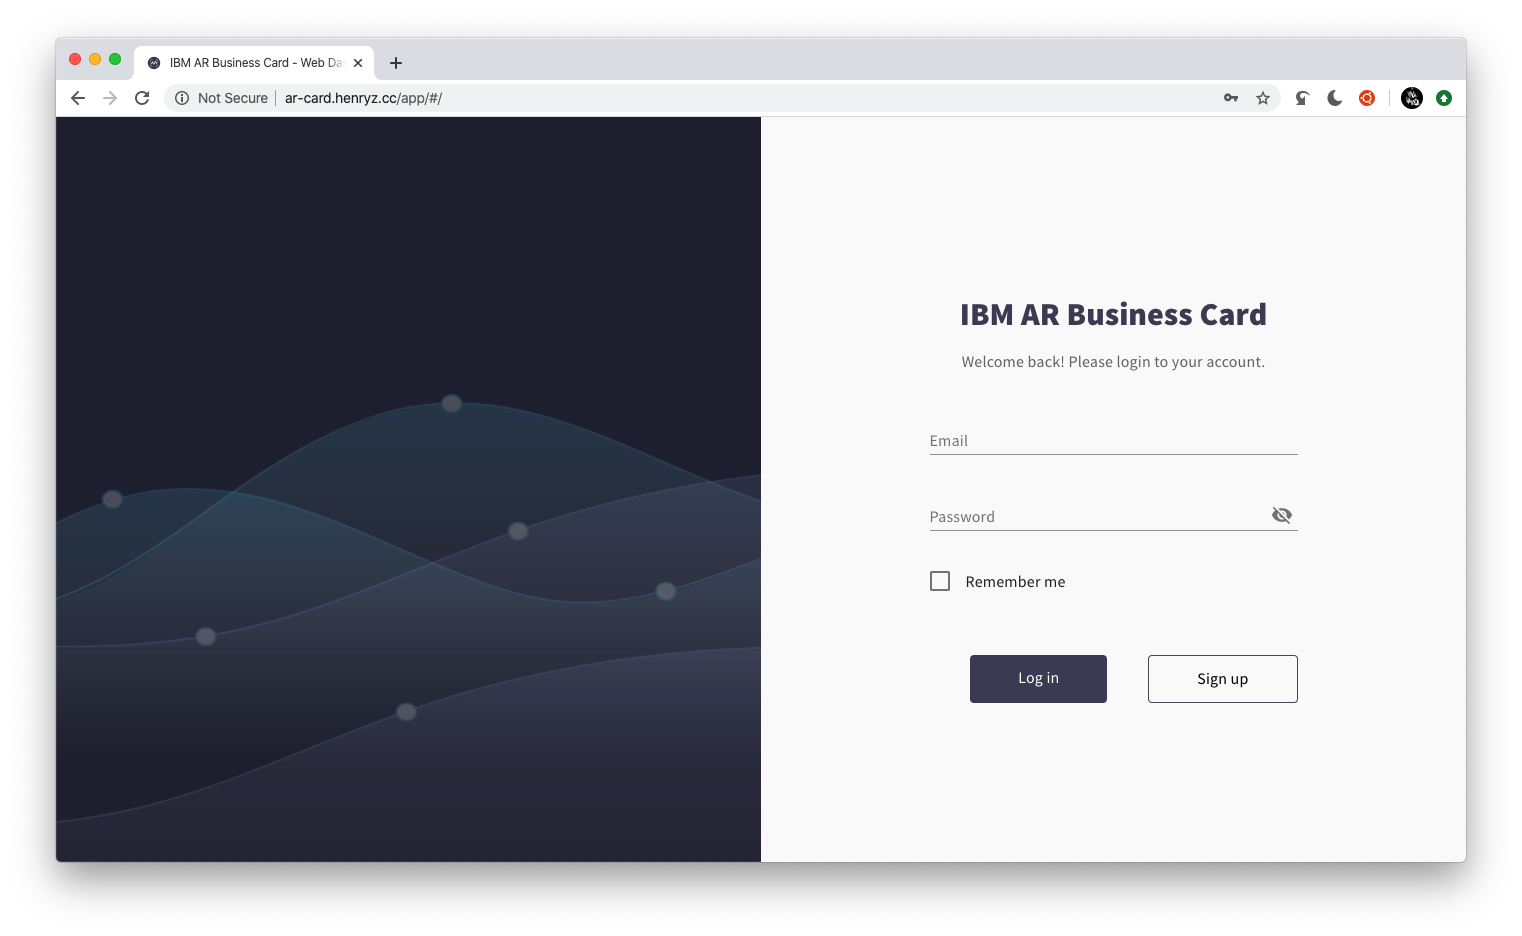 IBM AR Business Card - Web Da
Not Secure
ar-card.henryz.cc/app/#/
IBM AR Business Card
Welcome back! Please login to your account.
Email
Password
Remember me
Log in
Sign up